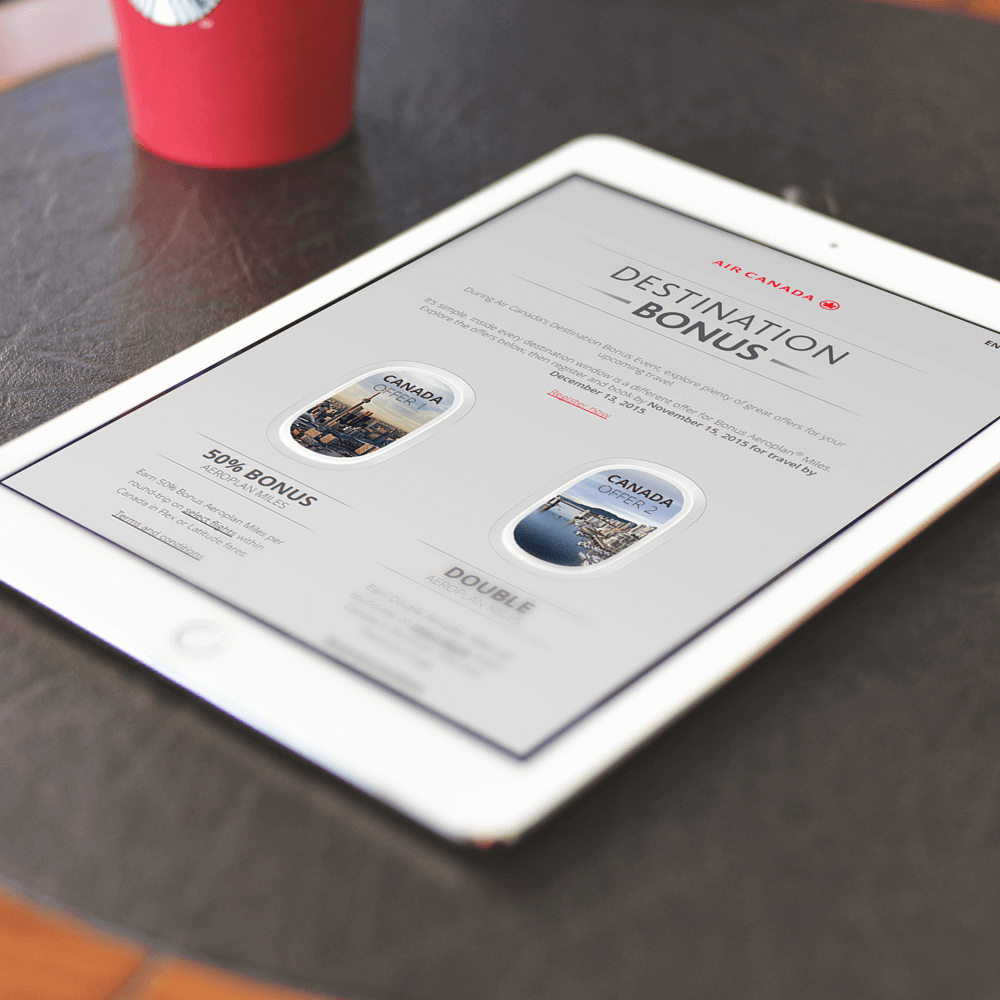 AIR CANADA
EN
DESTINATION
BONUS
During Air Canada's Destination Bonus Event, explore plenty of great offers for your
upcoming travel.
It's simple. Inside every destination window is a different offer for Bonus Aeroplan® Miles.
Explore the offers below, then register and book by November 15, 2015 for travel by
December 13, 2015
Register now
CANADA
OFFER 1
50% BONUS
AEROPLAN MILES
Earn 50% Bonus Aeroplan Miles per
round-trip on select flights within
Canada in Flex or Latitude fares
Terms and conditions
CANADA
OFFER 2
DOUBLE
AEROPLAN MILES
Earn Double Aeroplan Miles
round-trip